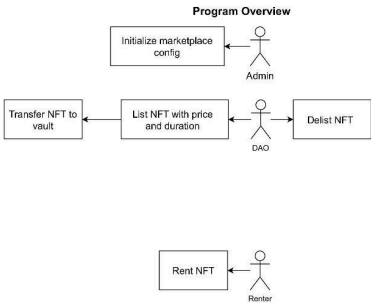 Program Overview
Initialize marketplace
config
Admin
Transfer NFT to
vault
List NFT with price
and duration
DAO
Delist NFT
Rent NFT
Renter